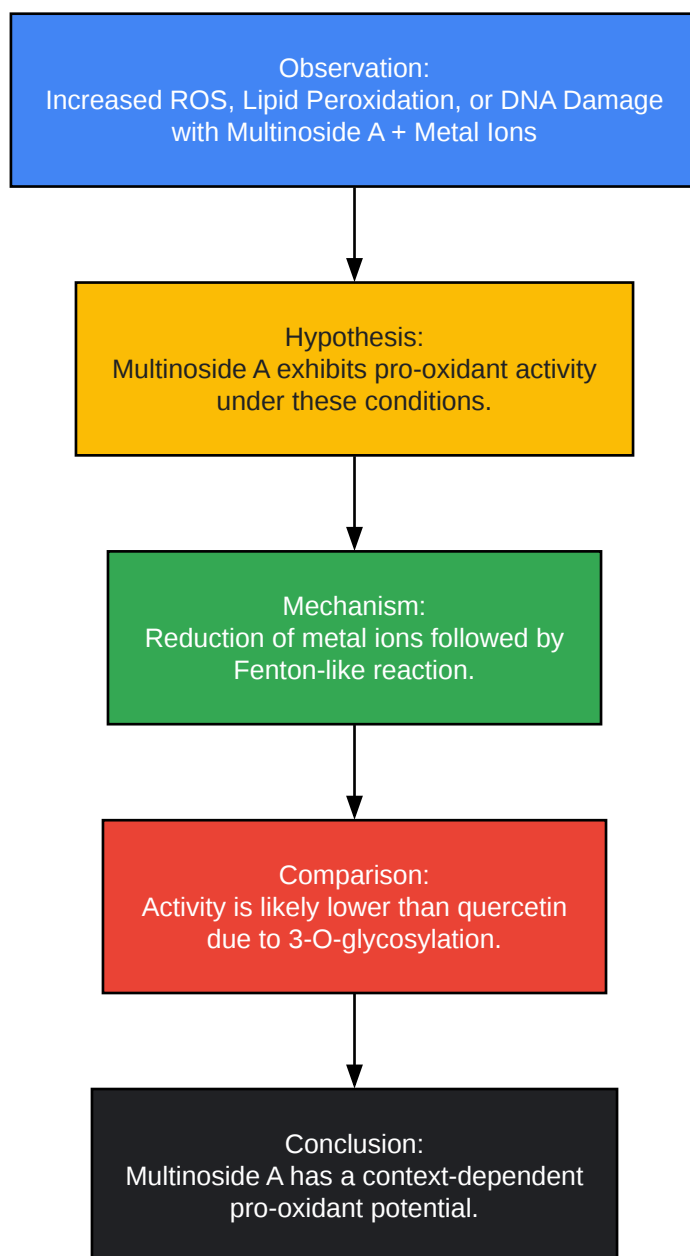 Observation:
Increased ROS, Lipid Peroxidation, or DNA Damage
with Multinoside A + Metal Ions
Hypothesis:
Multinoside A exhibits pro-oxidant activity
under these conditions.
Mechanism:
Reduction of metal ions followed by
Fenton-like reaction.
Comparison:
Activity is likely lower than quercetin
due to 3-O-glycosylation.
Conclusion:
Multinoside A has a context-dependent
pro-oxidant potential.